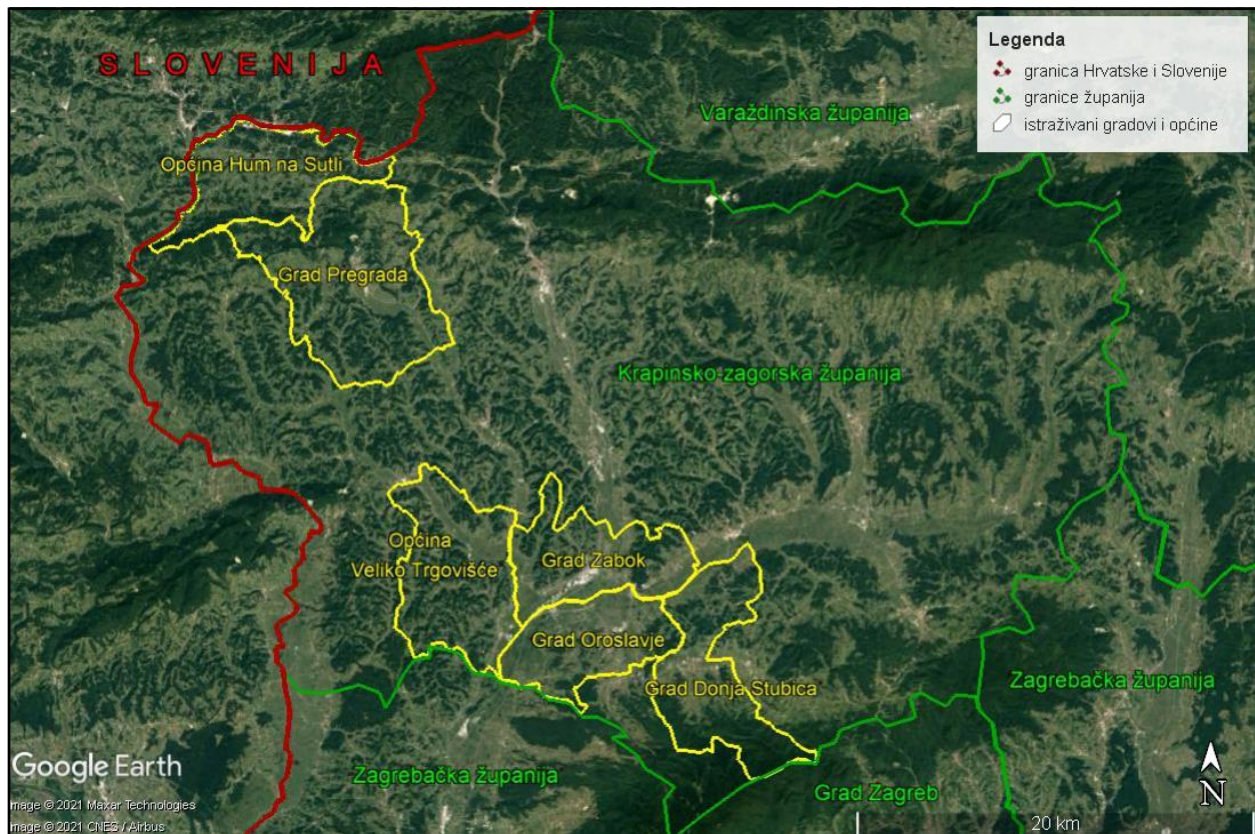 SLOVENIJA
Legenda
granica Hrvatske i Slovenije
granice županija
istraživani gradovi i općine
Varaždinska županija
Općina Hum na Sutli
Grad Pregrada
Krapinsko-zagorska županija
Općina
Veliko Trgovišće
Grad Zabok
Grad Oroslavje
Grad Donja Stubica
Zagrebačka županija
Zagrebačka županija
Grad Zagreb
Google Earth
mage © 2021 Maxar Technologies
mage © 2021 CNES / Airbus
N
20 km